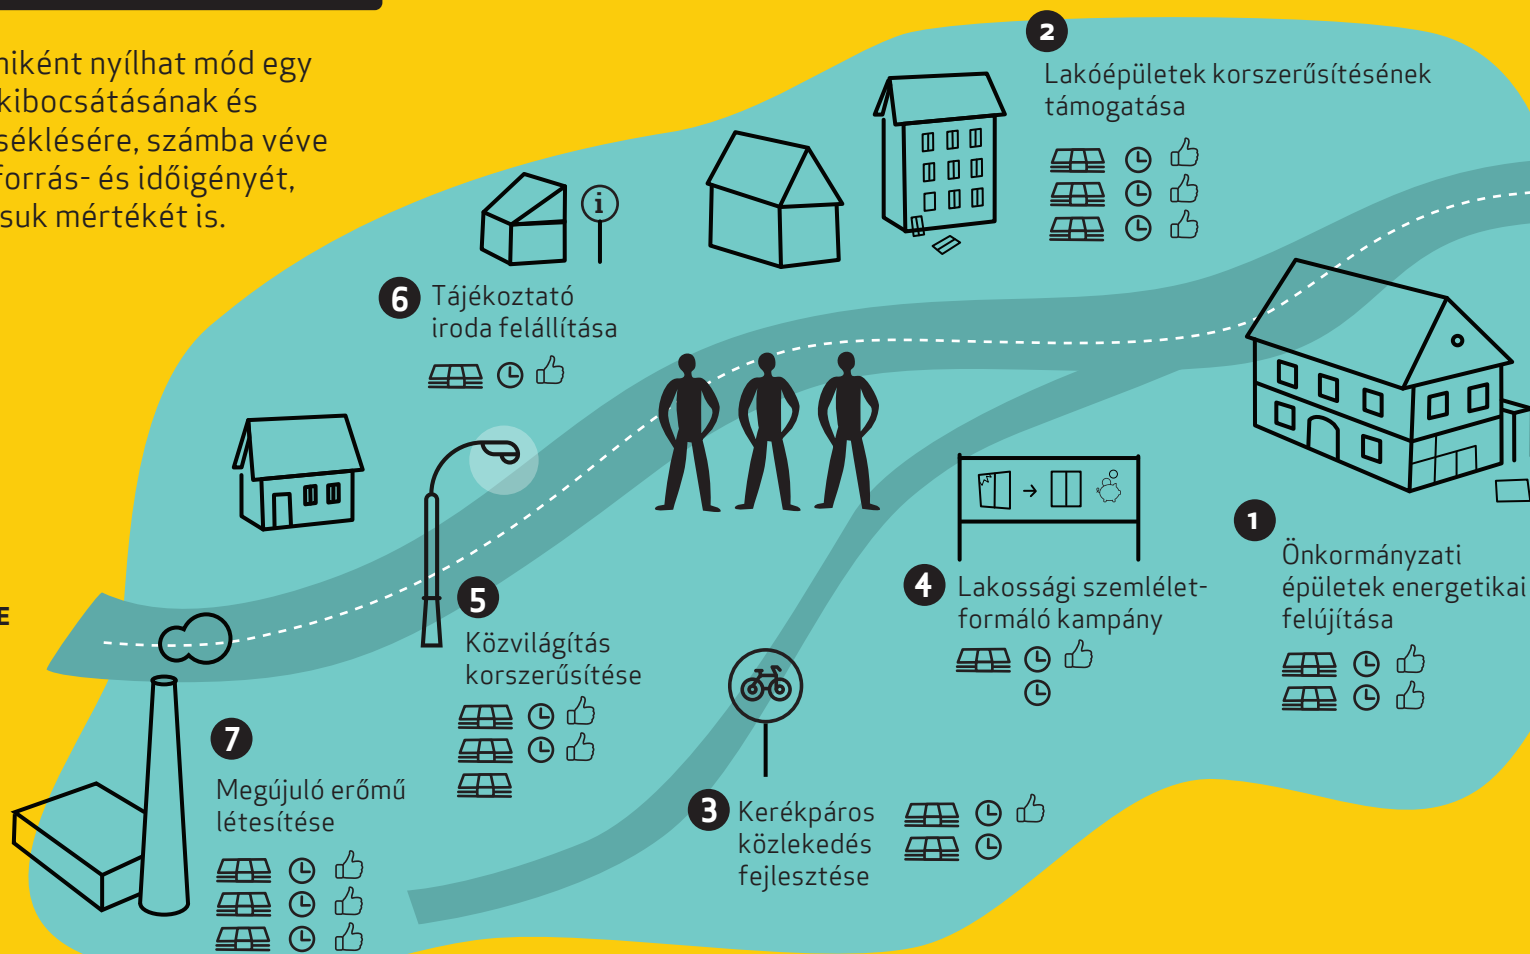 miként nyílhat mód egy
kibocsátásának és
séklésére, számba véve
forrás- és időigényét,
suk mértékét is.
2
Lakóépületek korszerűsítésének
támogatása
i
6
Tájékoztató
iroda felállítása
1
Önkormányzati
épületek energetikai
felújítása
4
Lakossági szemlélet-
formáló kampány
5
Közvilágítás
korszerűsítése
E
7
Megújuló erőmű
létesítése
3
Kerékpáros
közlekedés
fejlesztése